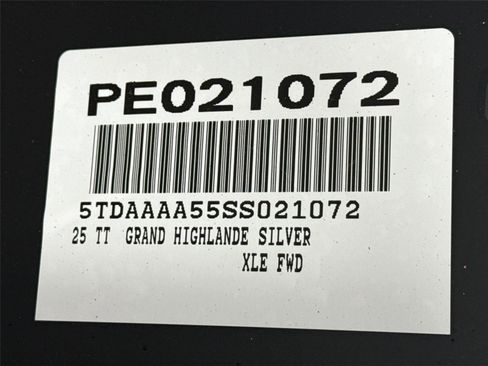 PE021072
5TDAAAA55SS021072
25 TT GRAND HIGHLANDE SILVER
XLE FWD